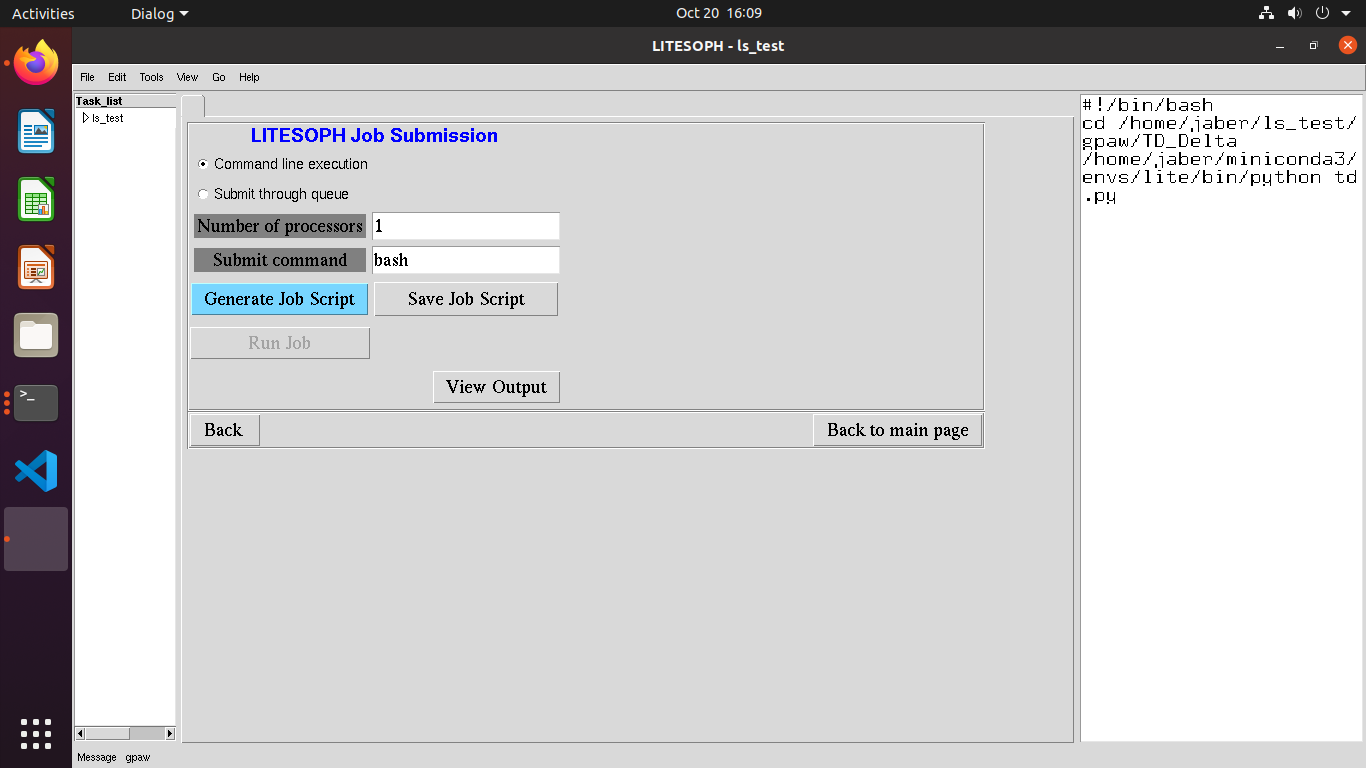 Activities
Dialog
Oct 20 16:09
LITESOPH - ls_test
File Edit Tools View Go Help
Task_list
ls_test
LITESOPH Job Submission
Command line execution
Submit through queue
Number of processors 1
Submit command bash
Generate Job Script Save Job Script
Run Job
View Output
Back Back to main page
#!/bin/bash
cd /home/jaber/ls_test/
gpaw/TD_Delta
/home/jaber/miniconda3/
envs/lite/bin/python td
.py
>_
Message gpaw